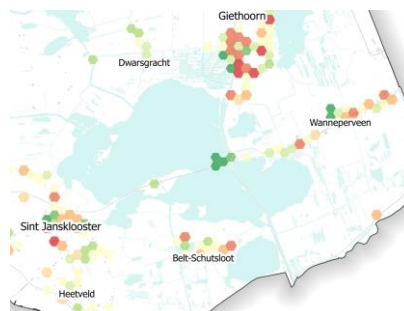 Giethoorn
Dwarsgracht
Wanneperveen
Sint Jansklooster
Belt-Schutsloot
Heetveld